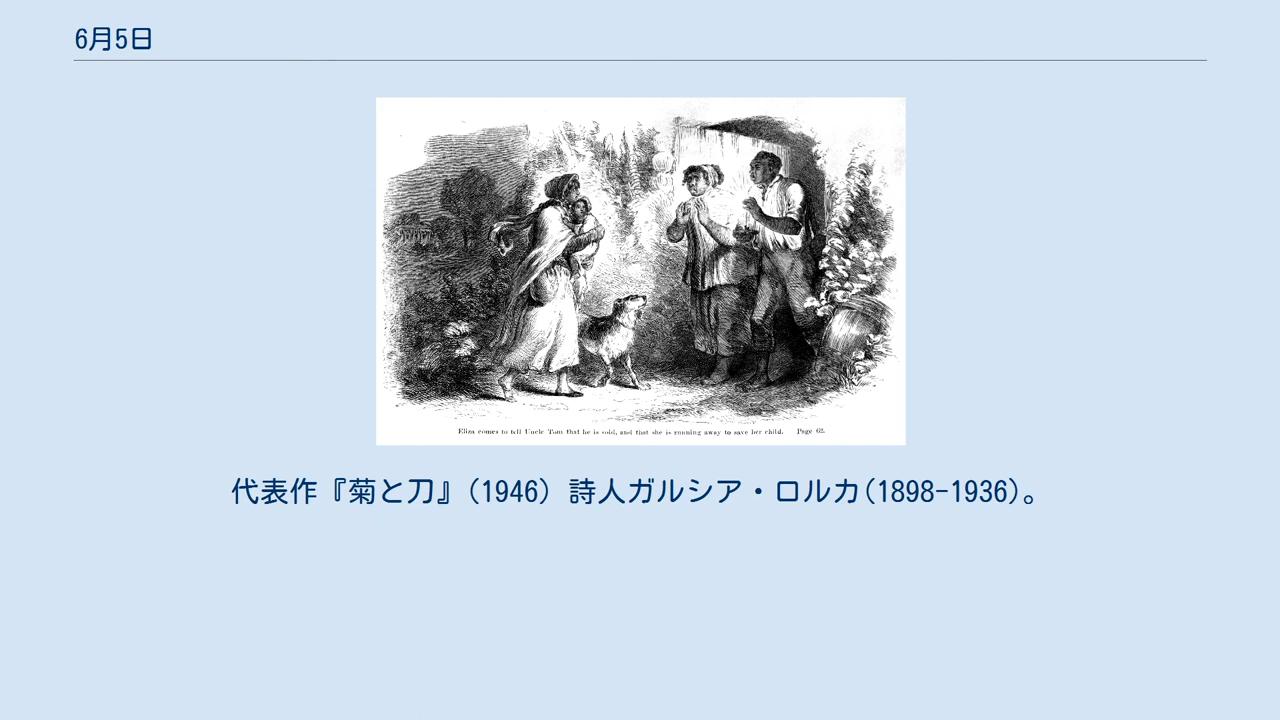 6月5日
Eliza comes to tell Uncle Tom that he is sold, and that she is running away to save her child. Page 62.
代表作『菊と刀』(1946) 詩人ガルシア・ロルカ(1898-1936)。